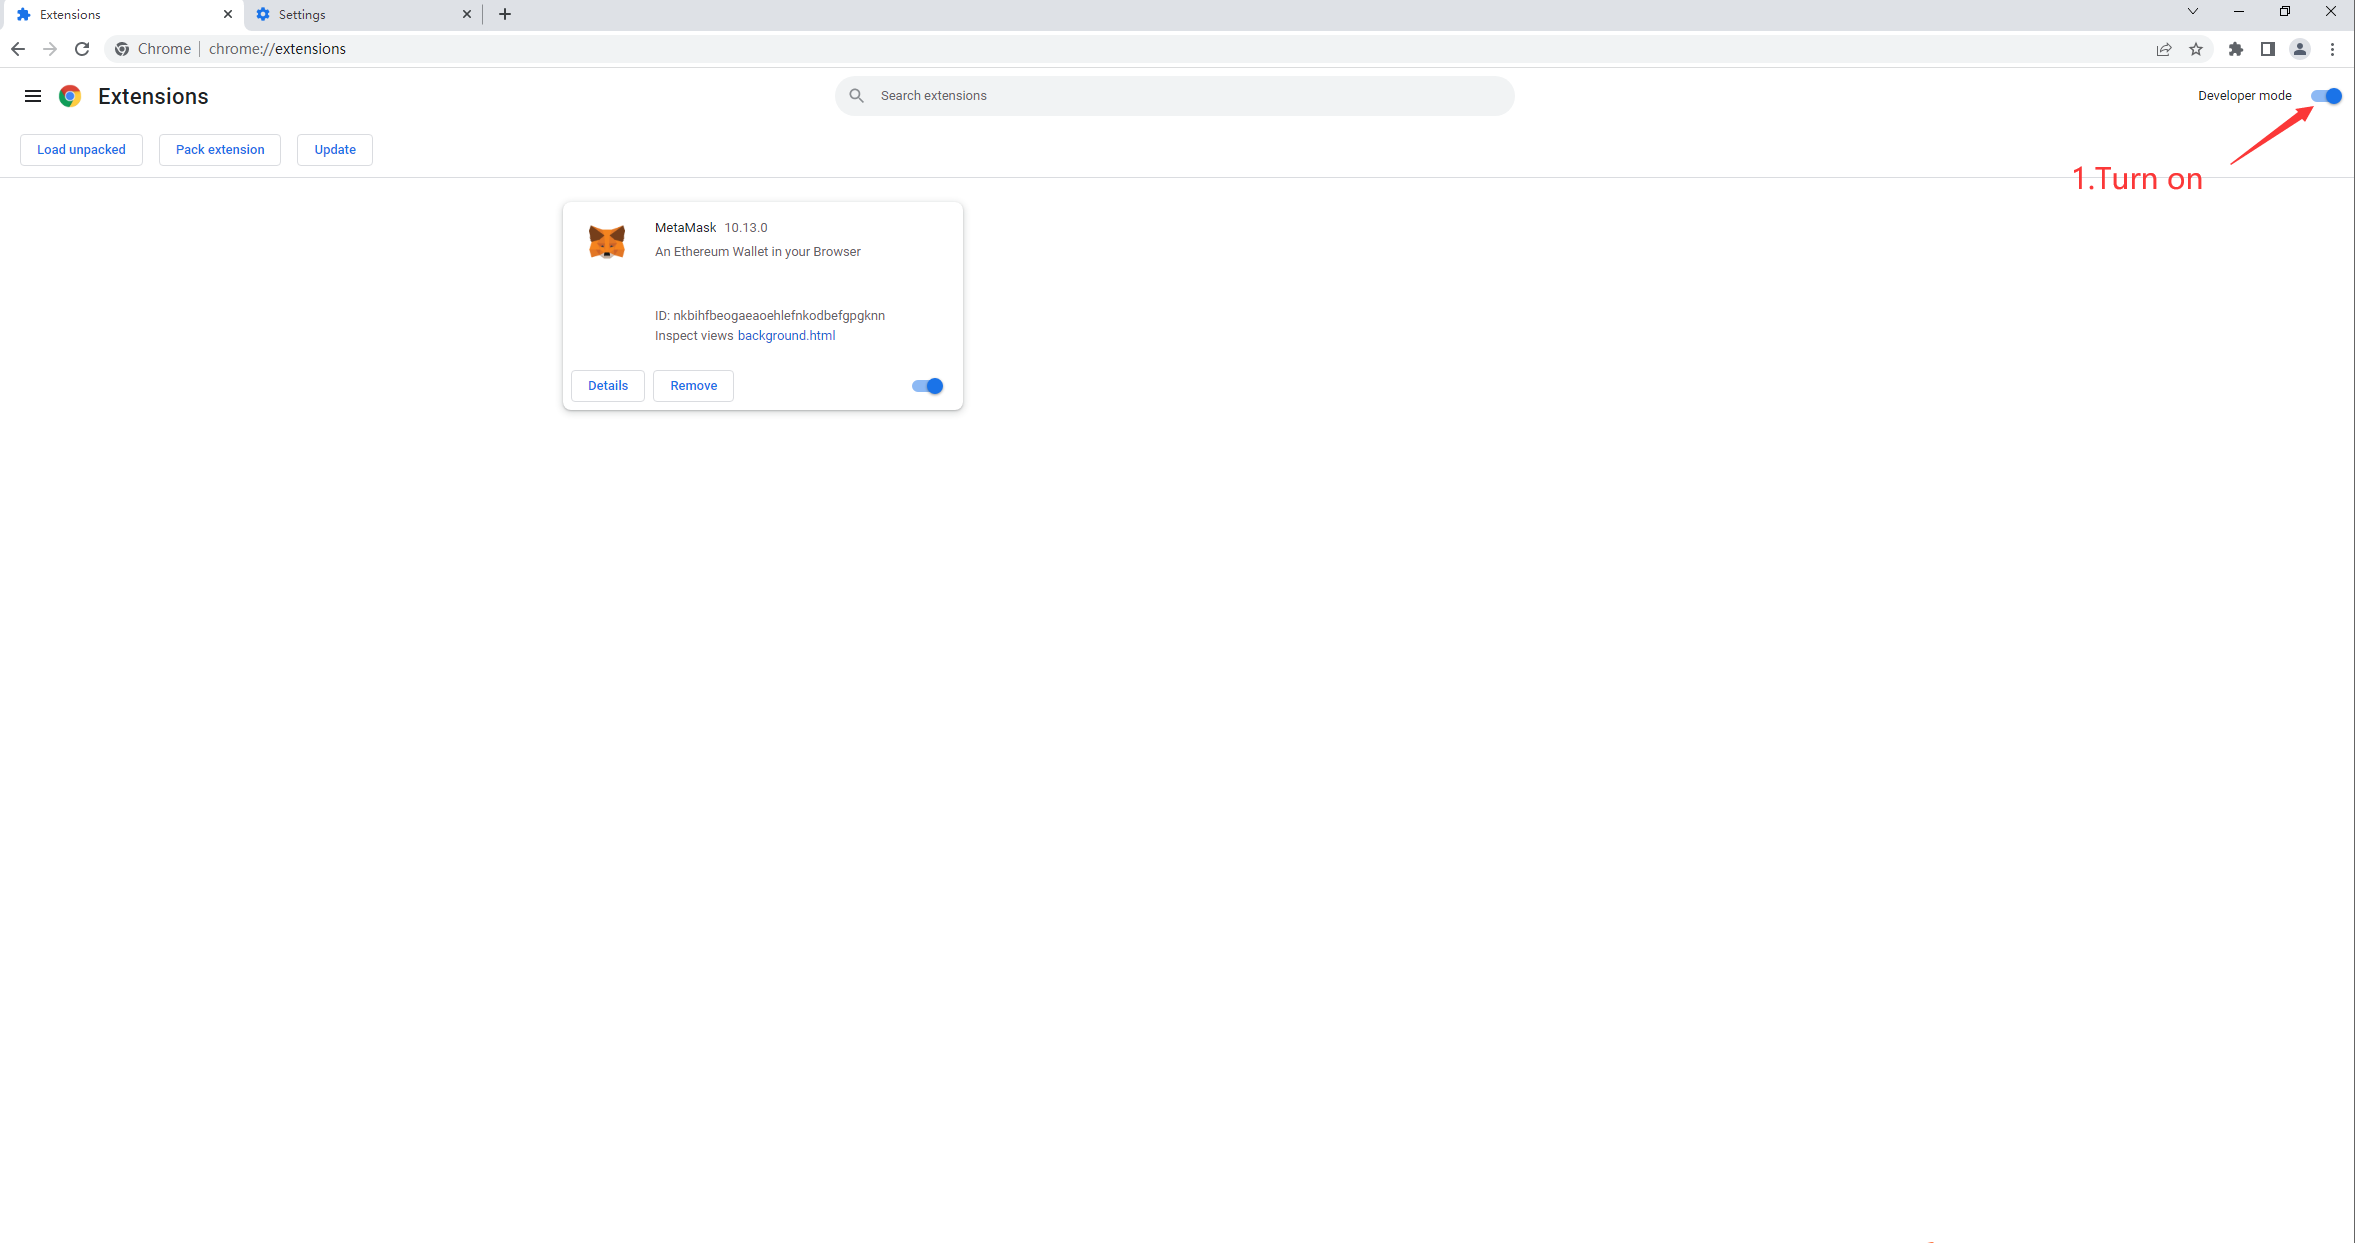 Extensions
Settings
Chrome
chrome://extensions
Extensions
Search extensions
Developer mode
Load unpacked
Pack extension
Update
1.Turn on
MetaMask 10.13.0
An Ethereum Wallet in your Browser
ID: nkbihfbeogaeaoehlefnkodbefgpgknn
Inspect views background.html
Details
Remove